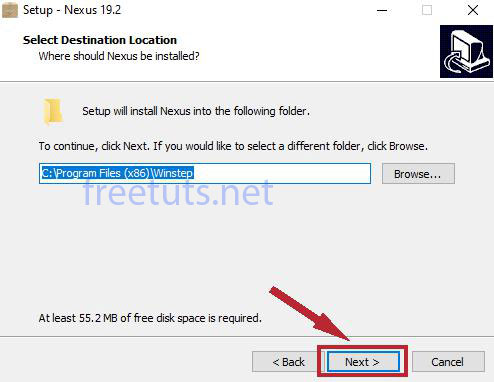 Setup - Nexus 19.2
Select Destination Location
Where should Nexus be installed?
Setup will install Nexus into the following folder.
To continue, click Next. If you would like to select a different folder, click Browse.
C:\Program Files (x86)\Winstep
Browse...
freetuts.net
At least 55.2 MB of free disk space is required.
< Back
Next >
Cancel